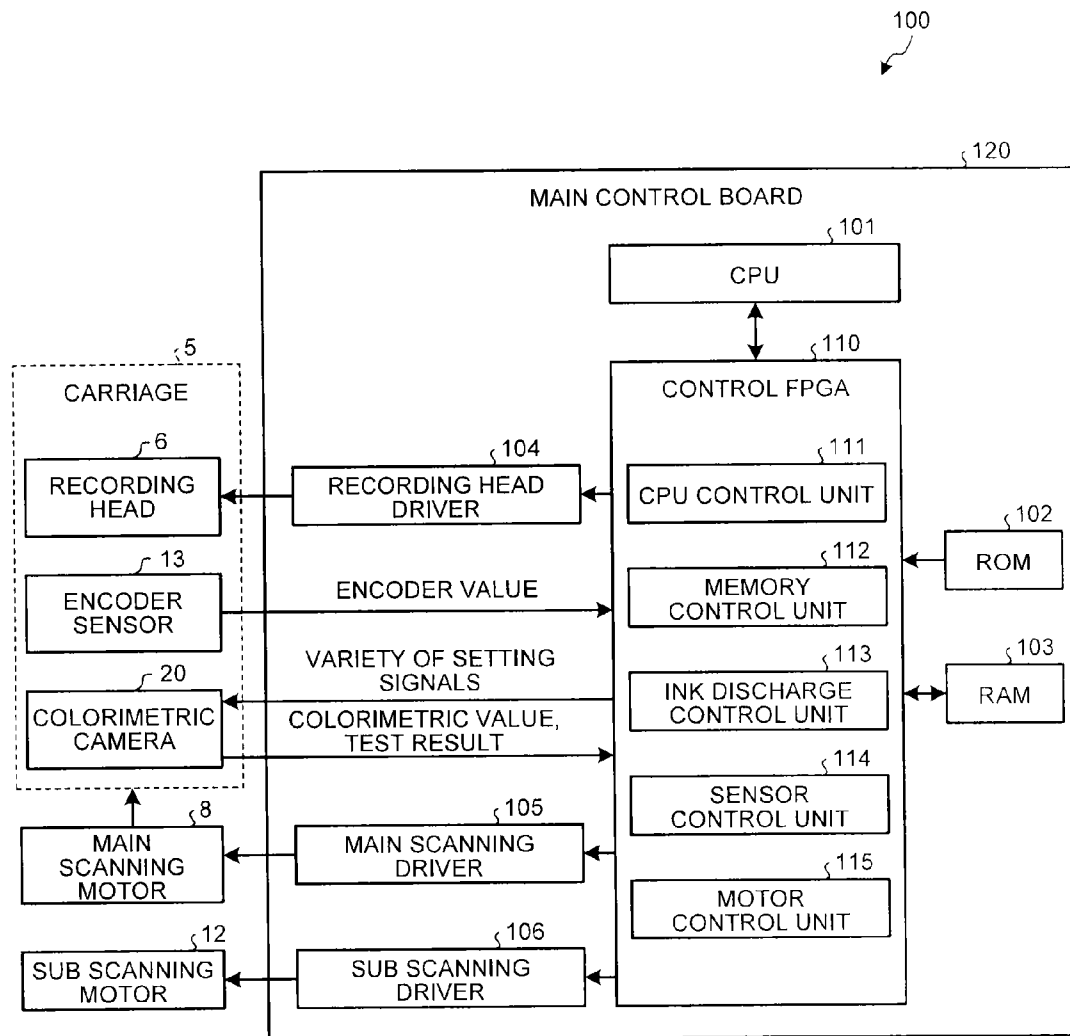 100
120
MAIN CONTROL BOARD
101
CPU
5
CARRIAGE
110
CONTROL FPGA
6
RECORDING
HEAD
104
RECORDING HEAD
DRIVER
111
CPU CONTROL UNIT
102
ROM
13
ENCODER
SENSOR
ENCODER VALUE
112
MEMORY
CONTROL UNIT
20
COLORIMETRIC
CAMERA
VARIETY OF SETTING
SIGNALS
COLORIMETRIC VALUE,
TEST RESULT
113
INK DISCHARGE
CONTROL UNIT
103
RAM
114
SENSOR
CONTROL UNIT
8
MAIN
SCANNING
MOTOR
105
MAIN SCANNING
DRIVER
115
MOTOR
CONTROL UNIT
12
SUB SCANNING
MOTOR
106
SUB SCANNING
DRIVER